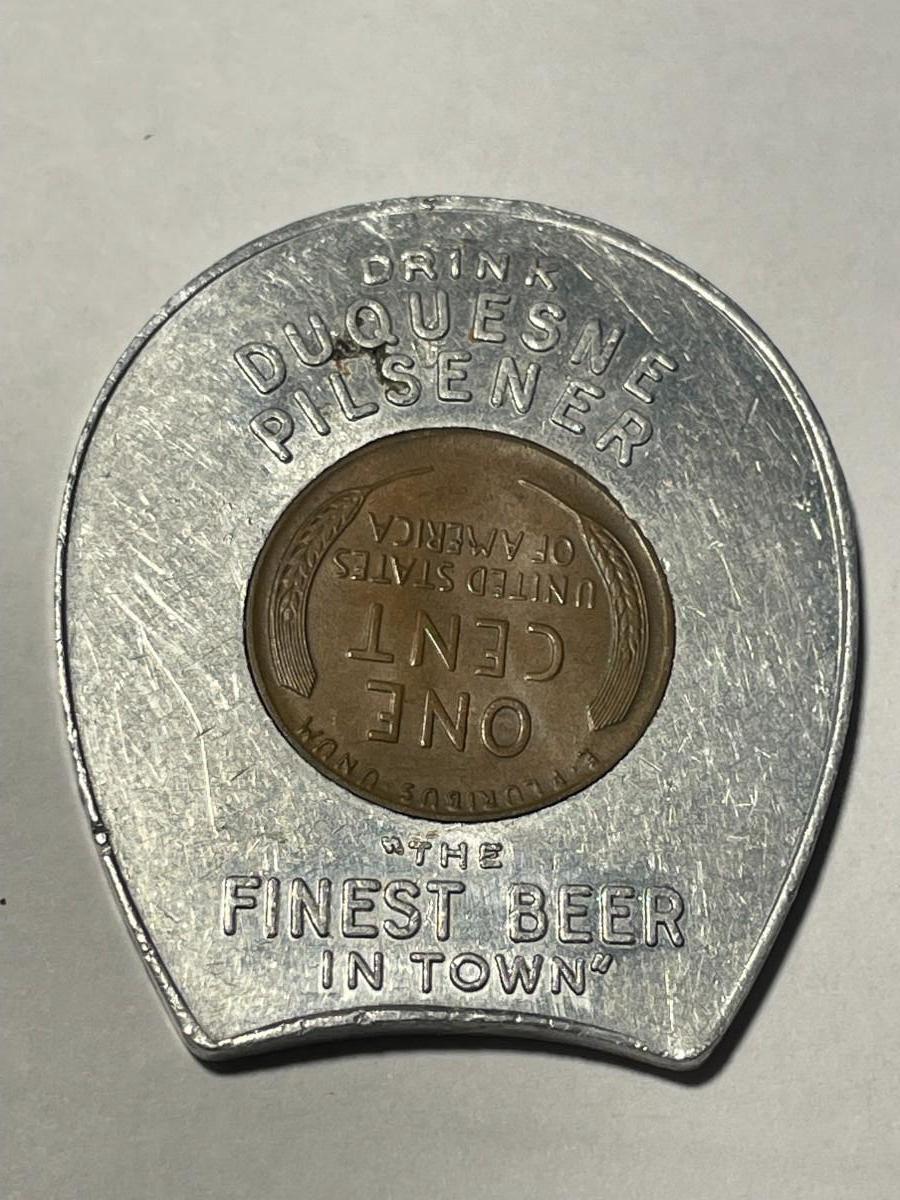 DRINK
DUQUESNE
PILSENER
E·PLURIBUS·UNUM
ONE
CENT
UNITED STATES
OF AMERICA
"THE
FINEST BEER
IN TOWN"